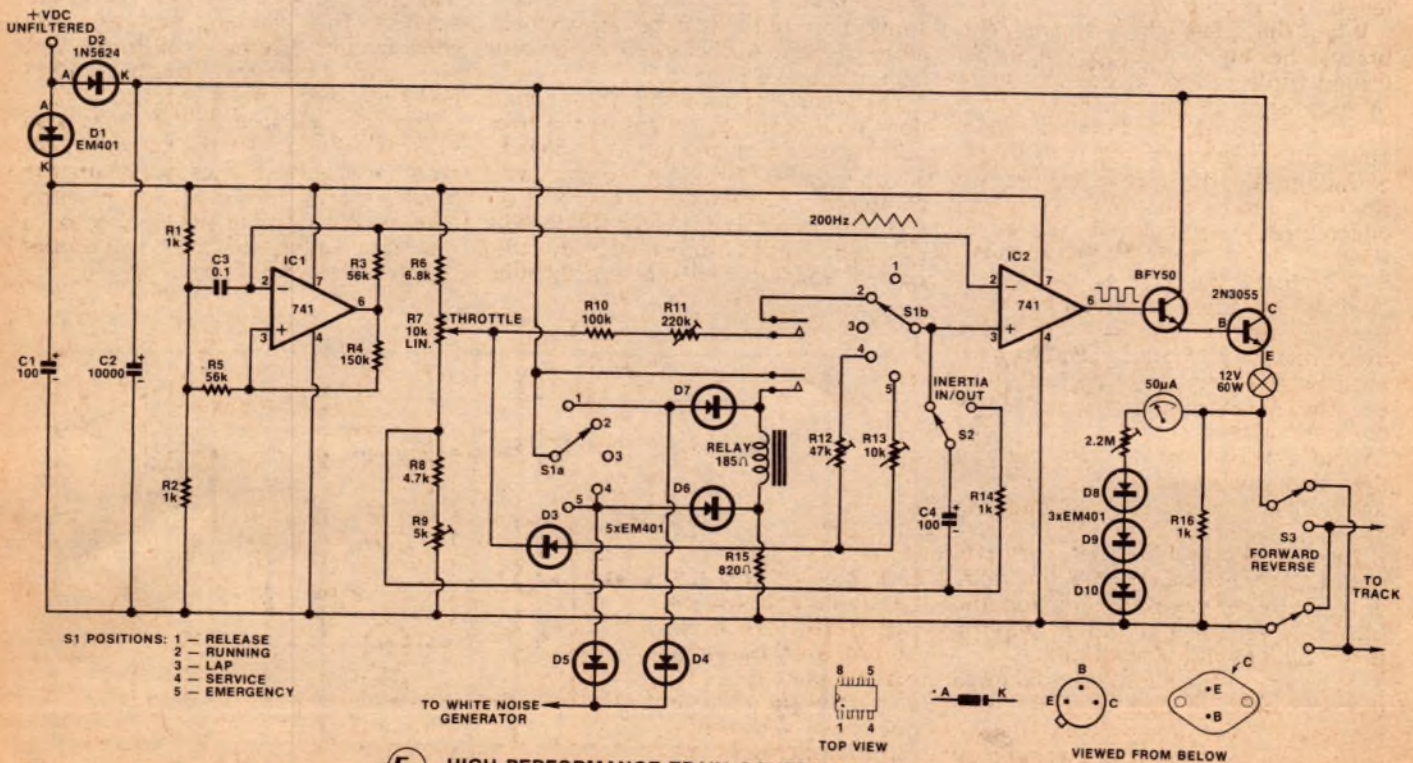 +VDC
UNFILTERED
D2
1N5624
A
K
A
D1
EM401
K
R1
1k
C3
0.1
IC1
2
3
741
7
6
4
R3
56k
R4
150k
R5
56k
R6
6.8k
R7
10k
LIN.
THROTTLE
R10
100k
R11
220k
200Hz
1
2
3
4
5
S1b
IC2
2
3
741
7
6
4
BFY50
2N3055
B
C
E
12V
60W
50µA
2.2M
INERTIA
IN/OUT
S2
C1
100
C2
10000
R2
1k
R8
4.7k
R9
5k
S1a
1
2
3
4
5
D7
RELAY
185Ω
D6
D3
5xEM401
R15
820Ω
R12
47k
R13
10k
C4
100
R14
1k
D8
3xEM401
D9
D10
R16
1k
S3
FORWARD
REVERSE
TO
TRACK
S1 POSITIONS: 1 — RELEASE
2 — RUNNING
3 — LAP
4 — SERVICE
5 — EMERGENCY
D5
D4
TO WHITE NOISE
GENERATOR
8 5
1 4
TOP VIEW
A K
B
E C
C
E
B
VIEWED FROM BELOW